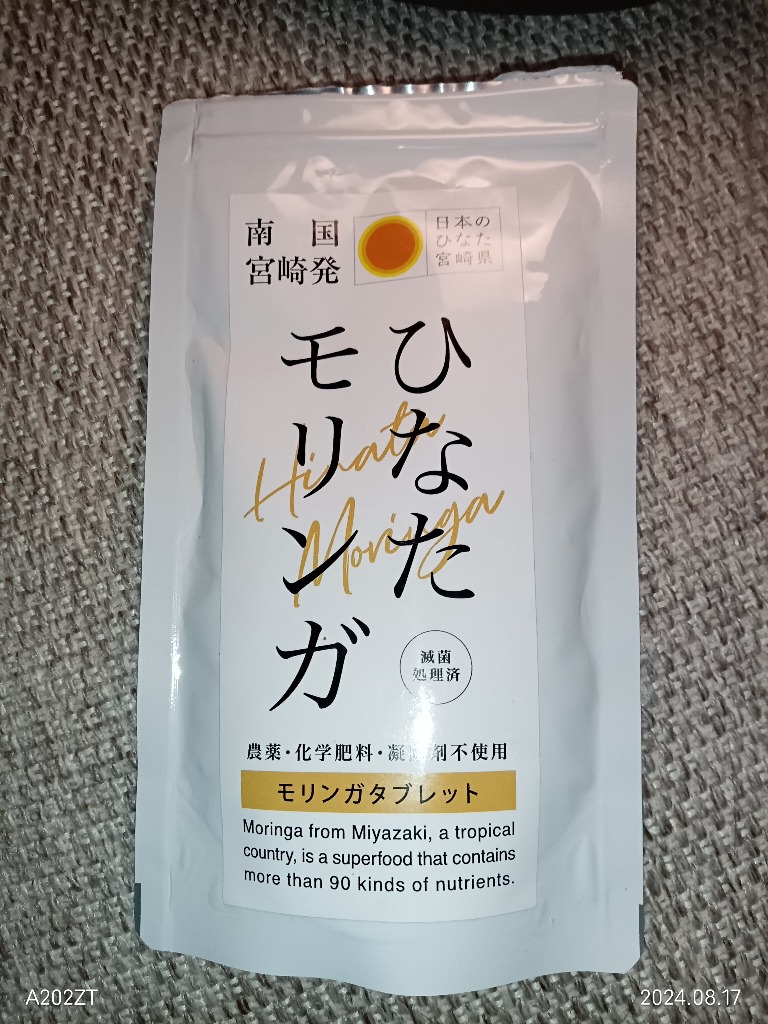 南国
宮崎発
日本の
ひなた
宮崎県
ひなた
モリンガ
Hinata
Moringa
滅菌
処理済
農薬・化学肥料・凝 剤不使用
モリンガタブレット
Moringa from Miyazaki, a tropical
country, is a superfood that contains
more than 90 kinds of nutrients.
A202ZT
2024.08.17